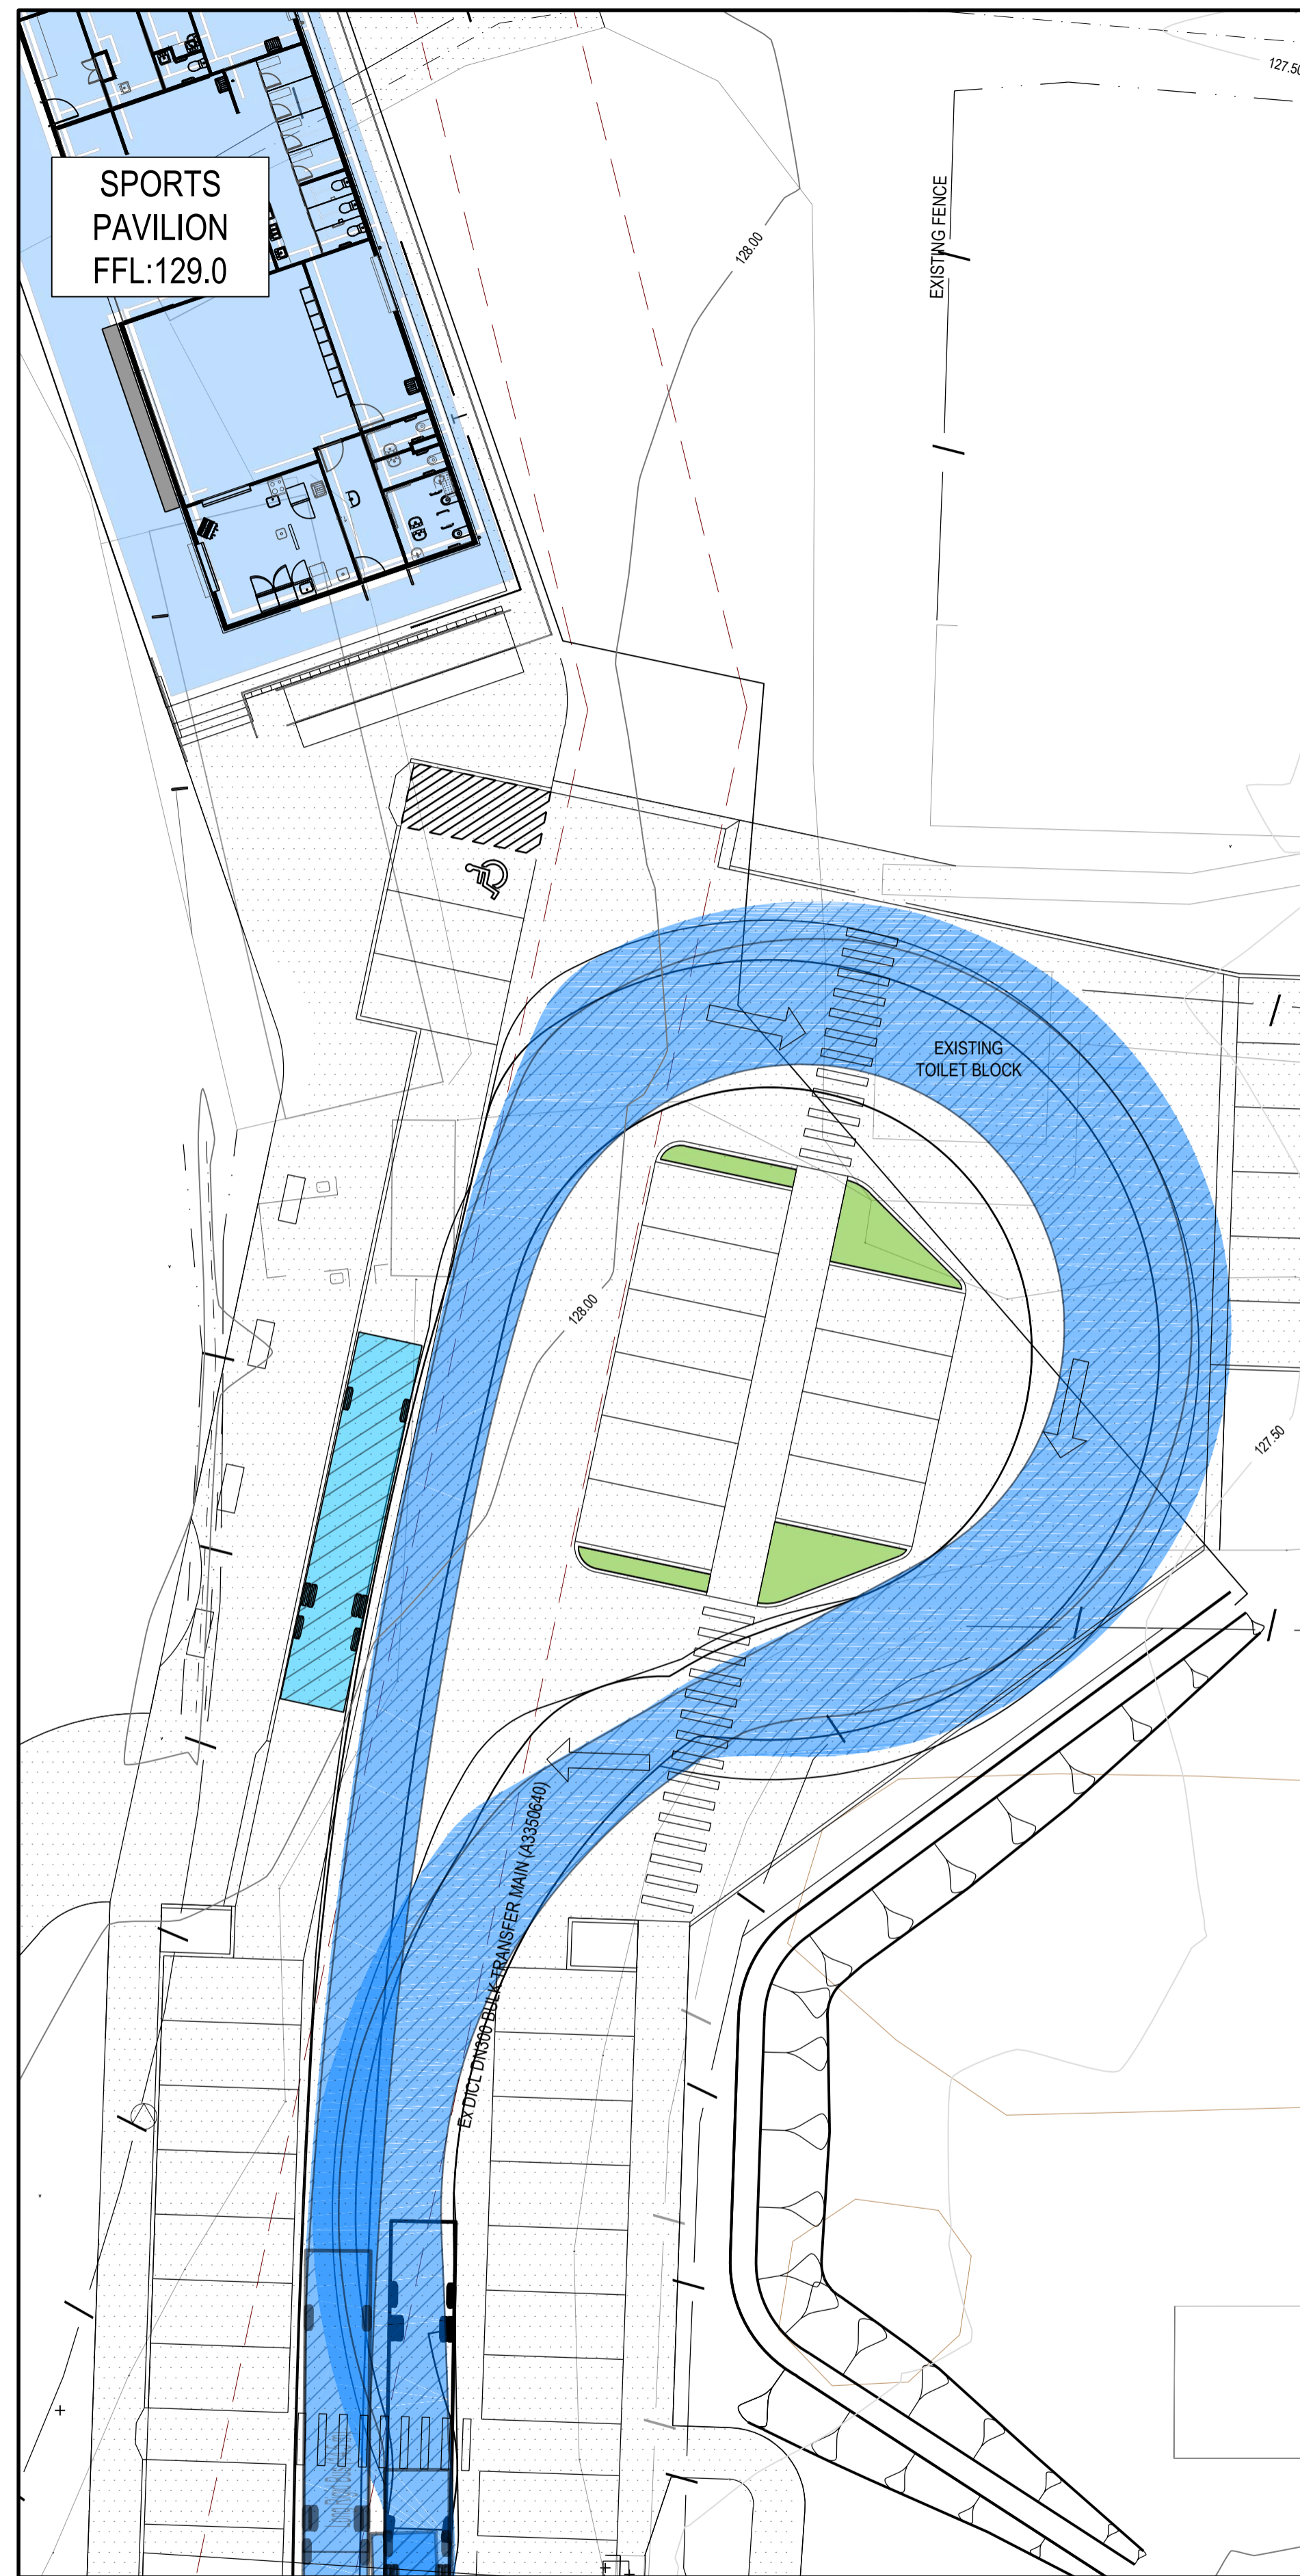 127.50
SPORTS
PAVILION
FFL:129.0
128.00
EXISTING FENCE
EXISTING
TOILET BLOCK
128.00
127.50
Ex DICL DN300 BULK TRANSFER MAIN (A3350640)